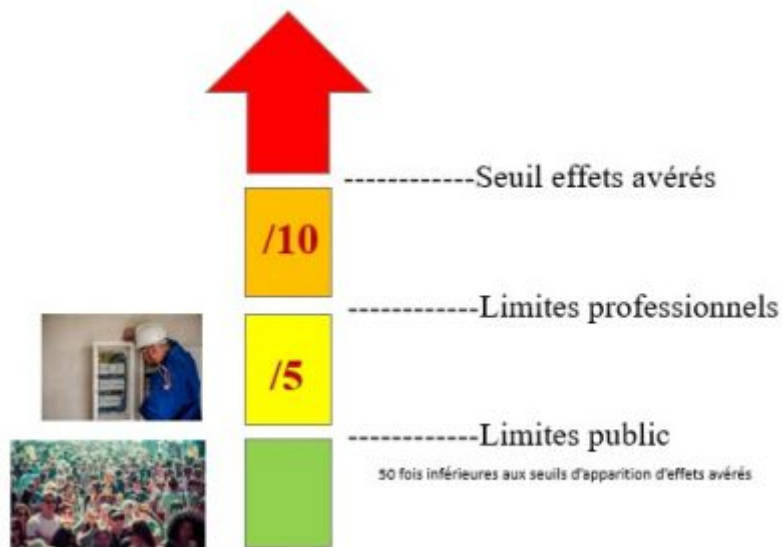 ------------Seuil effets avérés
/10
------------Limites professionnels
/5
------------Limites public
50 fois inférieures aux seuils d'apparition d'effets avérés